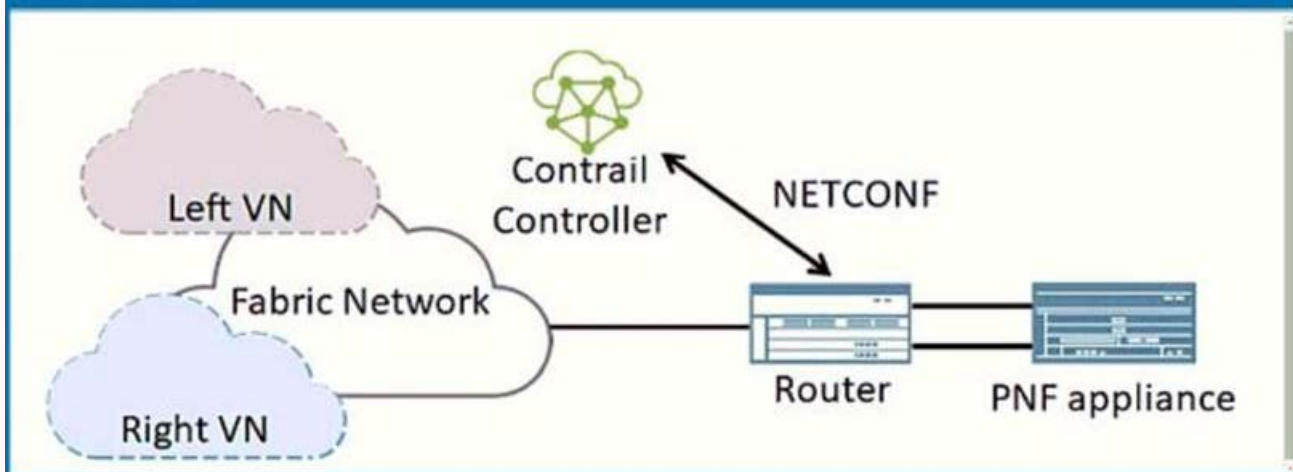 Left VN
Contrail
Controller
NETCONF
Fabric Network
Right VN
Router
PNF appliance